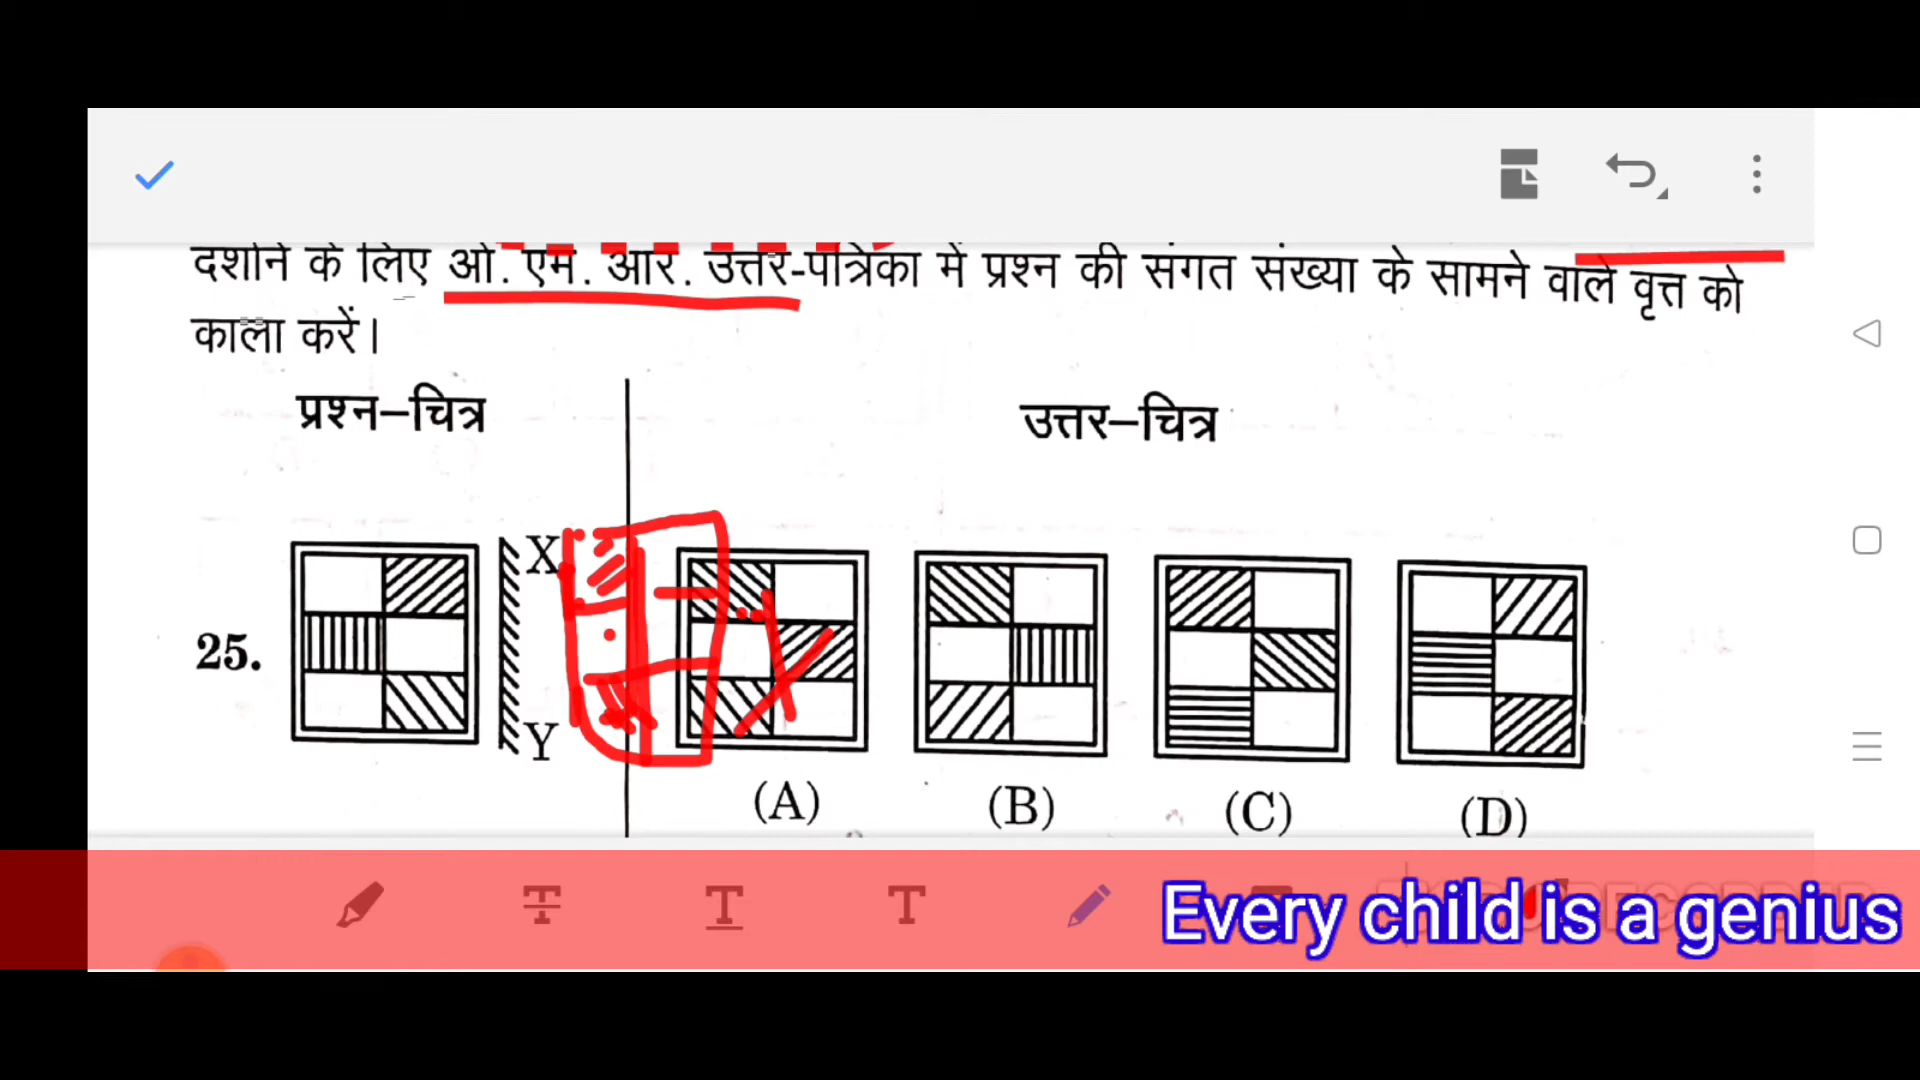 दर्शाने के लिए ओ. एम. आर. उत्तर-पत्रिका में प्रश्न की संगत संख्या के सामने वाले वृत्त को
काला करें।
प्रश्न–चित्र
उत्तर–चित्र
X
25.
Y
(A) (B) (C) (D)
T T T
Every child is a genius